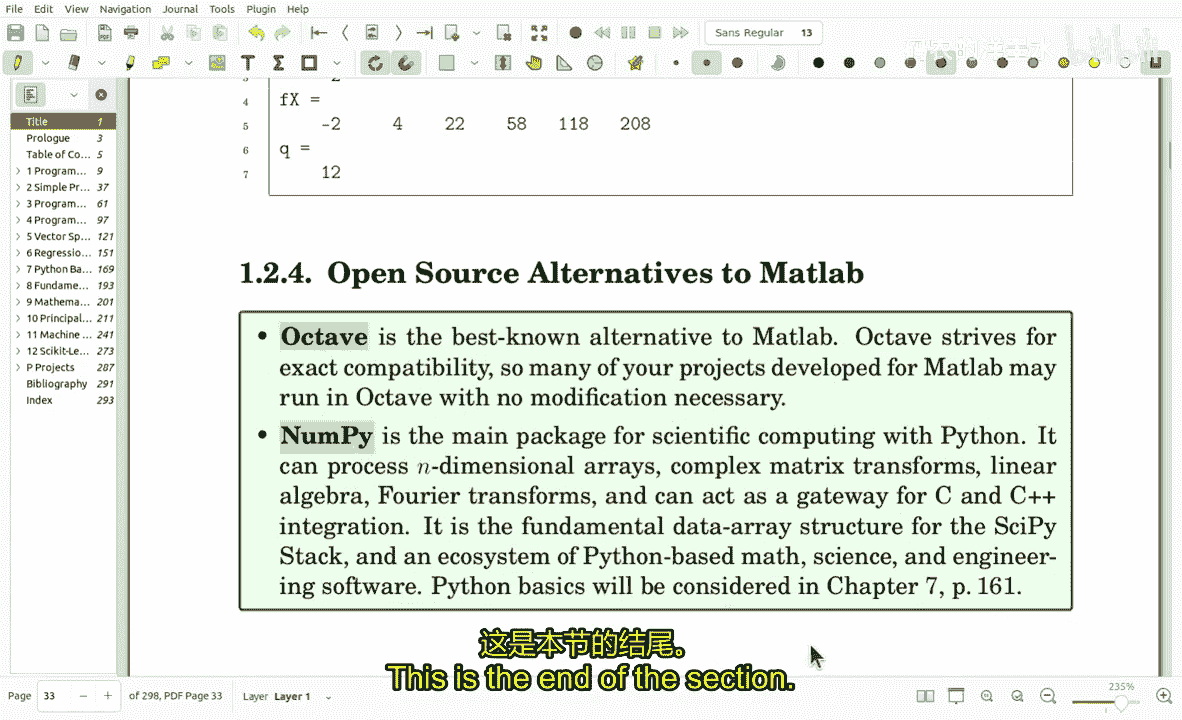 File Edit View Navigation Journal Tools Plugin Help
Sans Regular 13
Title 1
Prologue 3
Table of Co... 5
1 Program... 9
2 Simple Pr... 37
3 Program... 61
4 Program... 97
5 Vector Sp... 121
6 Regressio... 151
7 Python Ba... 169
8 Fundame... 193
9 Mathema... 201
10 Principal... 211
11 Machine ... 241
12 Scikit-Le... 273
P Projects 287
Bibliography 291
Index 293
4 fX =
5 -2 4 22 58 118 208
6 q =
7 12
1.2.4. Open Source Alternatives to Matlab
• Octave is the best-known alternative to Matlab. Octave strives for
exact compatibility, so many of your projects developed for Matlab may
run in Octave with no modification necessary.
• NumPy is the main package for scientific computing with Python. It
can process n-dimensional arrays, complex matrix transforms, linear
algebra, Fourier transforms, and can act as a gateway for C and C++
integration. It is the fundamental data-array structure for the SciPy
Stack, and an ecosystem of Python-based math, science, and engineer-
ing software. Python basics will be considered in Chapter 7, p. 161.
这是本节的结尾。
This is the end of the section.
Page 33 of 298, PDF Page 33 Layer Layer 1 235%